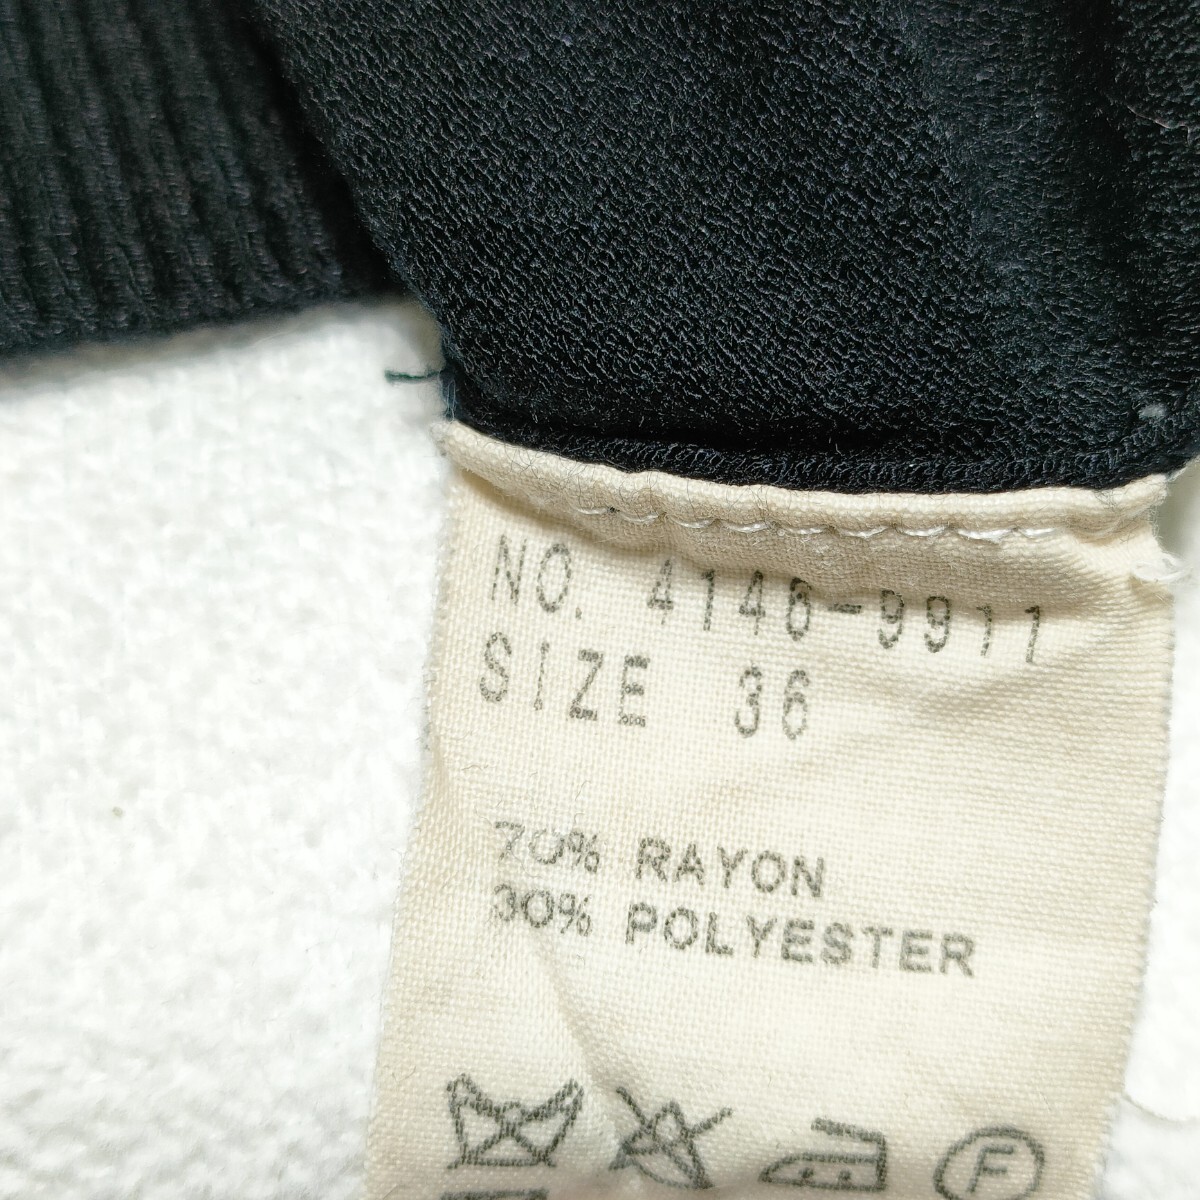 NO. 4146-9911
SIZE 36
70% RAYON
30% POLYESTER
F